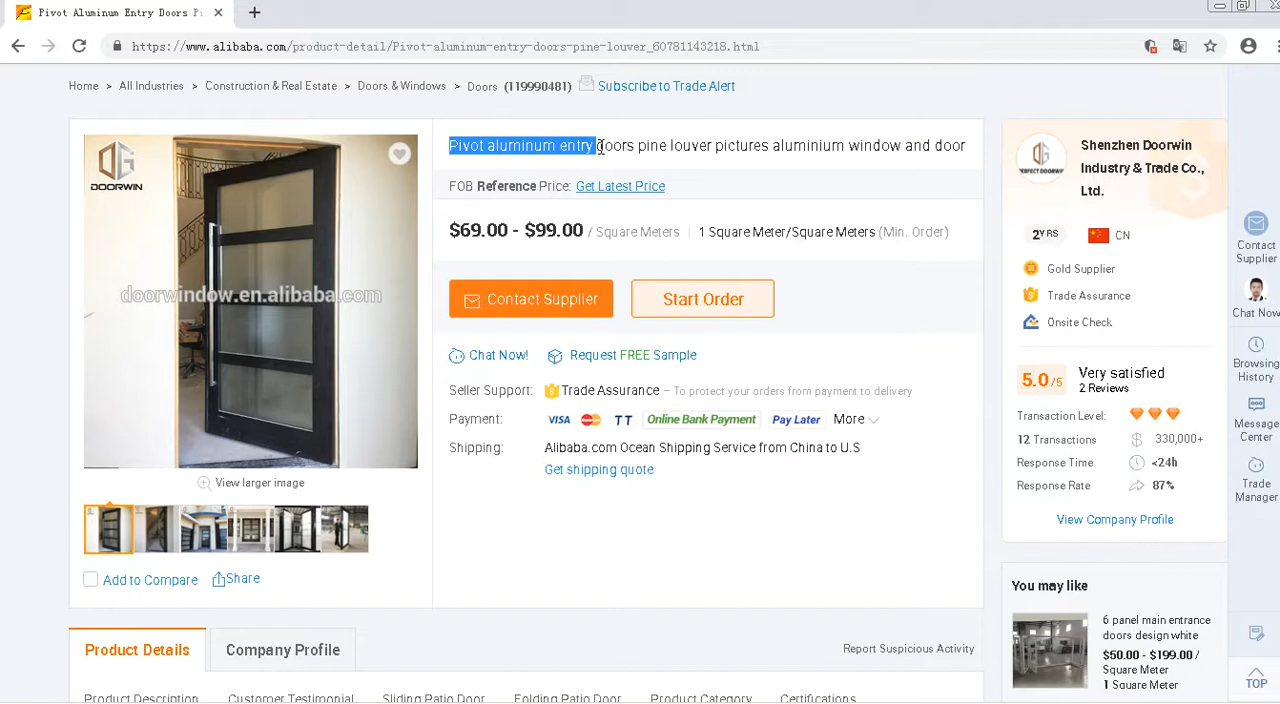 Pivot Aluminum Entry Doors Pi
https://www.alibaba.com/product-detail/Pivot-aluminum-entry-doors-pine-louver_60781143218.html
Home > All Industries > Construction & Real Estate > Doors & Windows > Doors (119990481) Subscribe to Trade Alert
DOORWIN
doorwindow.en.alibaba.com
View larger image
Add to Compare Share
Pivot aluminum entry doors pine louver pictures aluminium window and door
FOB Reference Price: Get Latest Price
$69.00 - $99.00 / Square Meters | 1 Square Meter/Square Meters (Min. Order)
Contact Supplier Start Order
Chat Now! Request FREE Sample
Seller Support: Trade Assurance – To protect your orders from payment to delivery
Payment: VISA TT Online Bank Payment Pay Later More
Shipping: Alibaba.com Ocean Shipping Service from China to U.S
Get shipping quote
PERFECT DOORWIN
Shenzhen Doorwin
Industry & Trade Co.,
Ltd.
2YRS CN
Gold Supplier
Trade Assurance
Onsite Check
5.0/5 Very satisfied
2 Reviews
Transaction Level:
12 Transactions 330,000+
Response Time <24h
Response Rate 87%
View Company Profile
You may like
6 panel main entrance
doors design white
$50.00 - $199.00 /
Square Meter
1 Square Meter
Contact
Supplier
Chat Now
Browsing
History
Message
Center
Trade
Manager
TOP
Product Details Company Profile Report Suspicious Activity
Product Description Customer Testimonial Sliding Patio Door Folding Patio Door Product Category Certifications